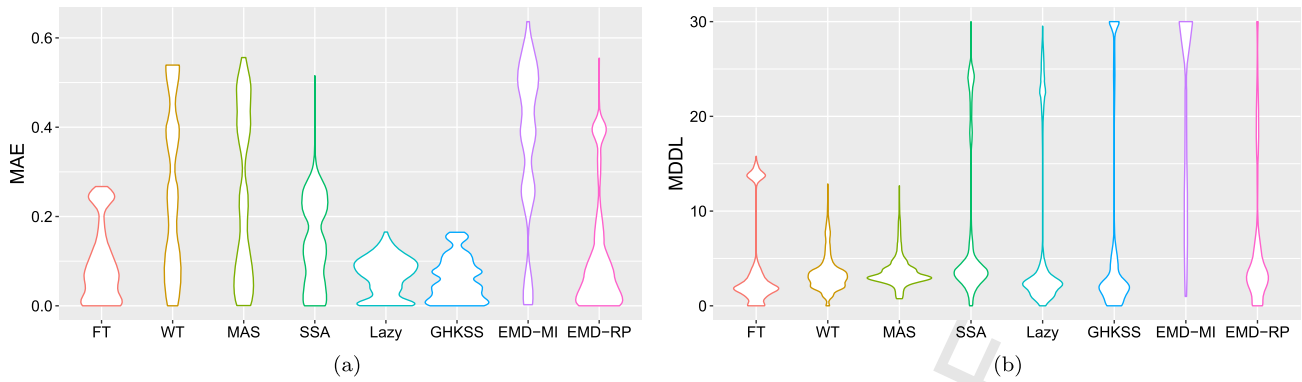 MAE
0.6
0.4
0.2
0.0
FT WT MAS SSA Lazy GHKSS EMD−MI EMD−RP
(a)
MDDL
30
20
10
0
FT WT MAS SSA Lazy GHKSS EMD−MI EMD−RP
(b)